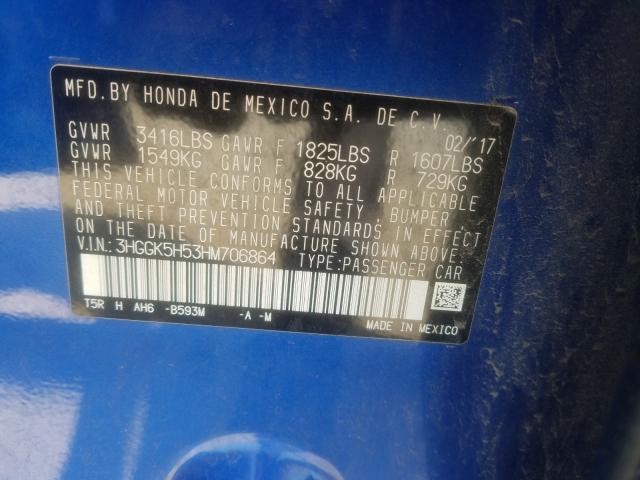 MFD. BY HONDA DE MEXICO S.A. DE C.V. 02/'17
GVWR 3416LBS GAWR F 1825LBS R 1607LBS
GVWR 1549KG GAWR F 828KG R 729KG
THIS VEHICLE CONFORMS TO ALL APPLICABLE
FEDERAL MOTOR VEHICLE SAFETY, BUMPER,
AND THEFT PREVENTION STANDARDS IN EFFECT
ON THE DATE OF MANUFACTURE SHOWN ABOVE.
V.I.N.: 3HGGK5H53HM706864 TYPE:PASSENGER CAR
T5R H AH6 -B593M -A -M
MADE IN MEXICO